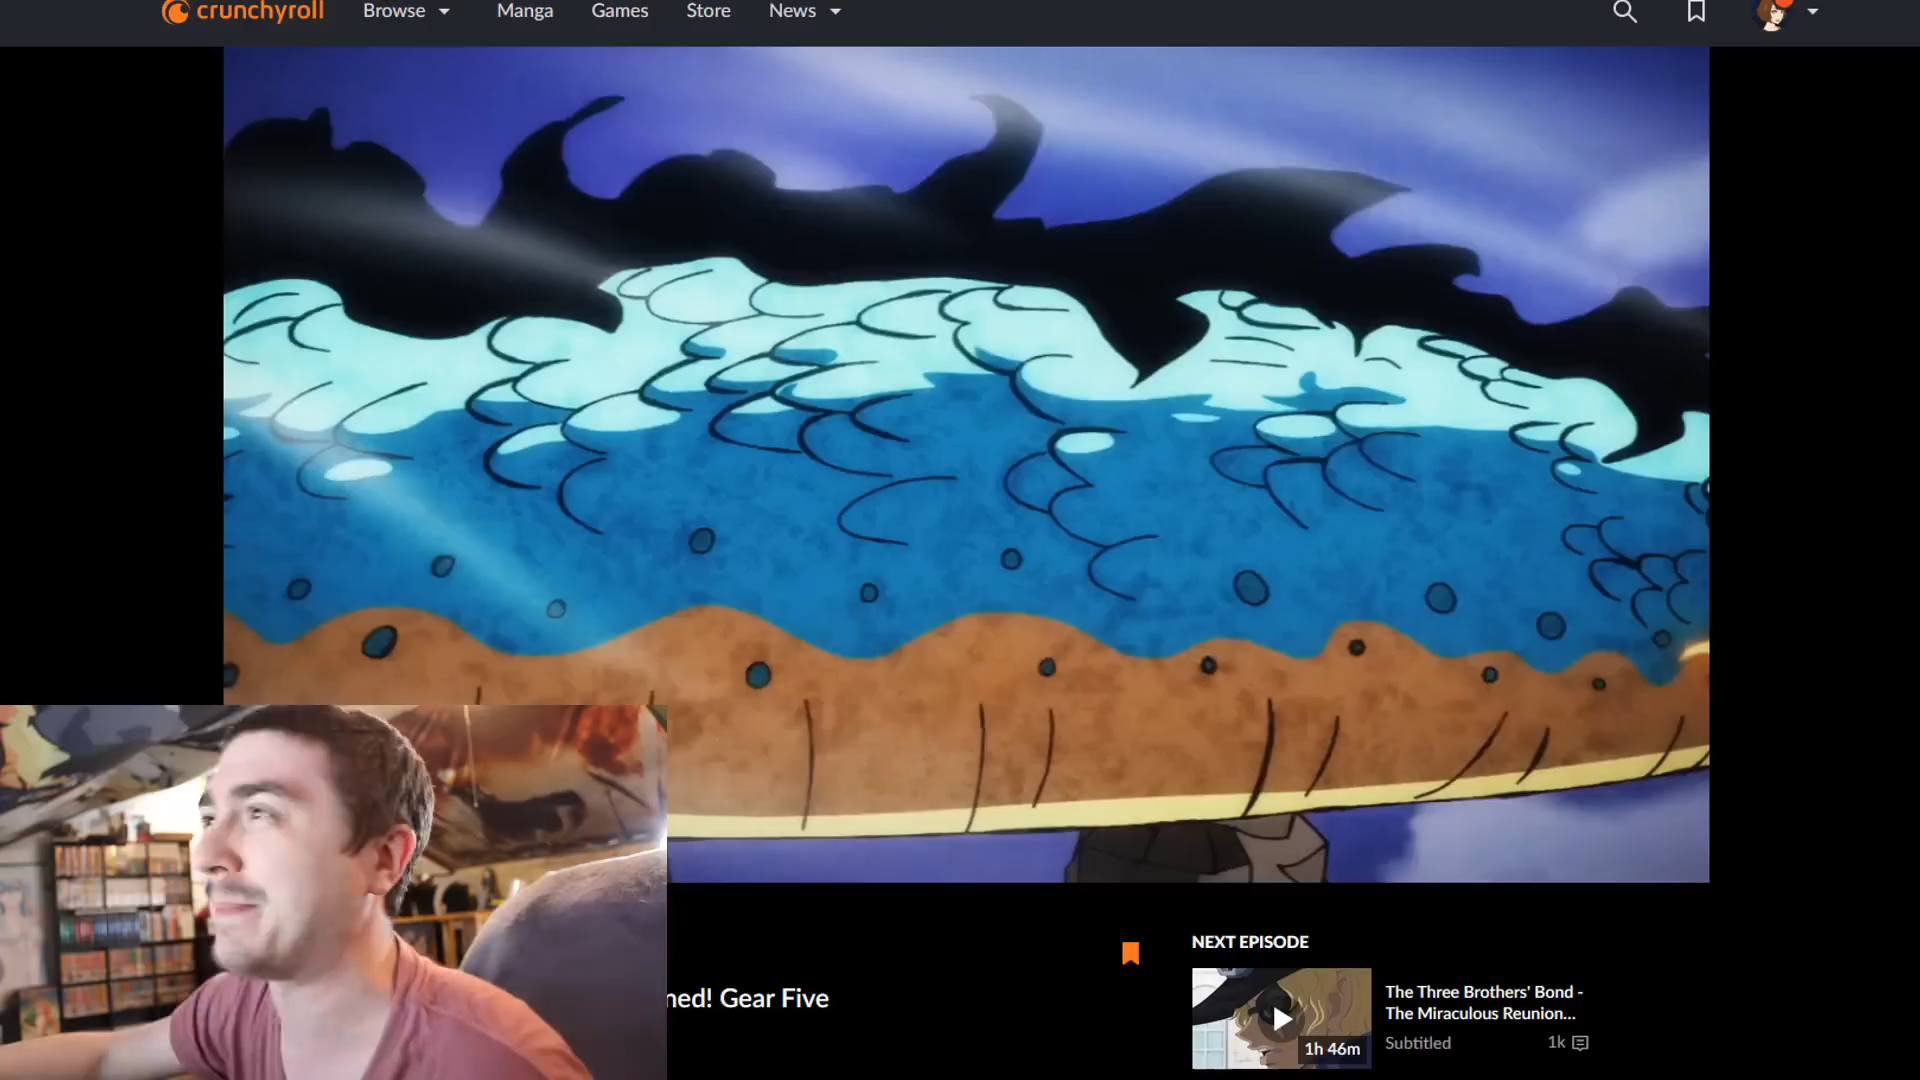 crunchyroll
Browse
Manga
Games
Store
News
NEXT EPISODE
ned! Gear Five
The Three Brothers' Bond -
The Miraculous Reunion...
1h 46m
Subtitled
1k